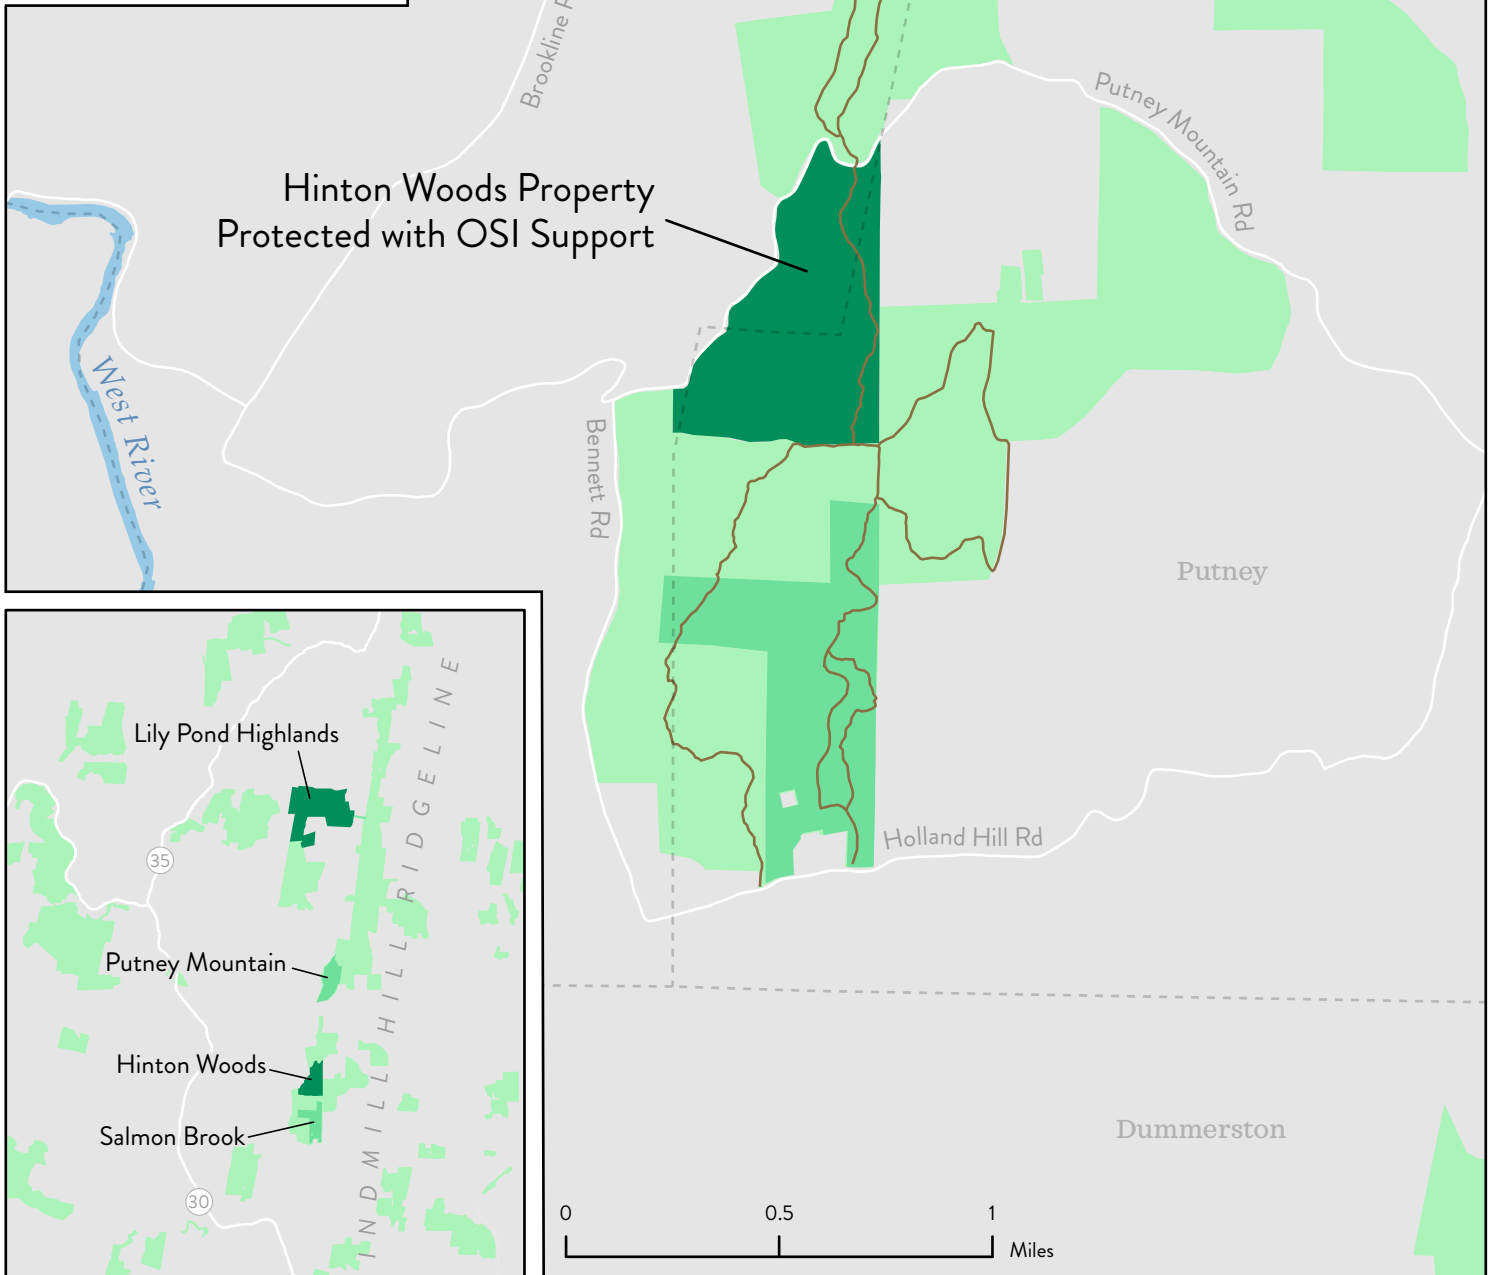 Brookline
Putney Mountain Rd
Hinton Woods Property
Protected with OSI Support
West River
Bennett Rd
Putney
Holland Hill Rd
Dummerston
0 0.5 1
Miles
Lily Pond Highlands
35
Putney Mountain
Hinton Woods
Salmon Brook
30
INDMILL HILL RIDGELINE